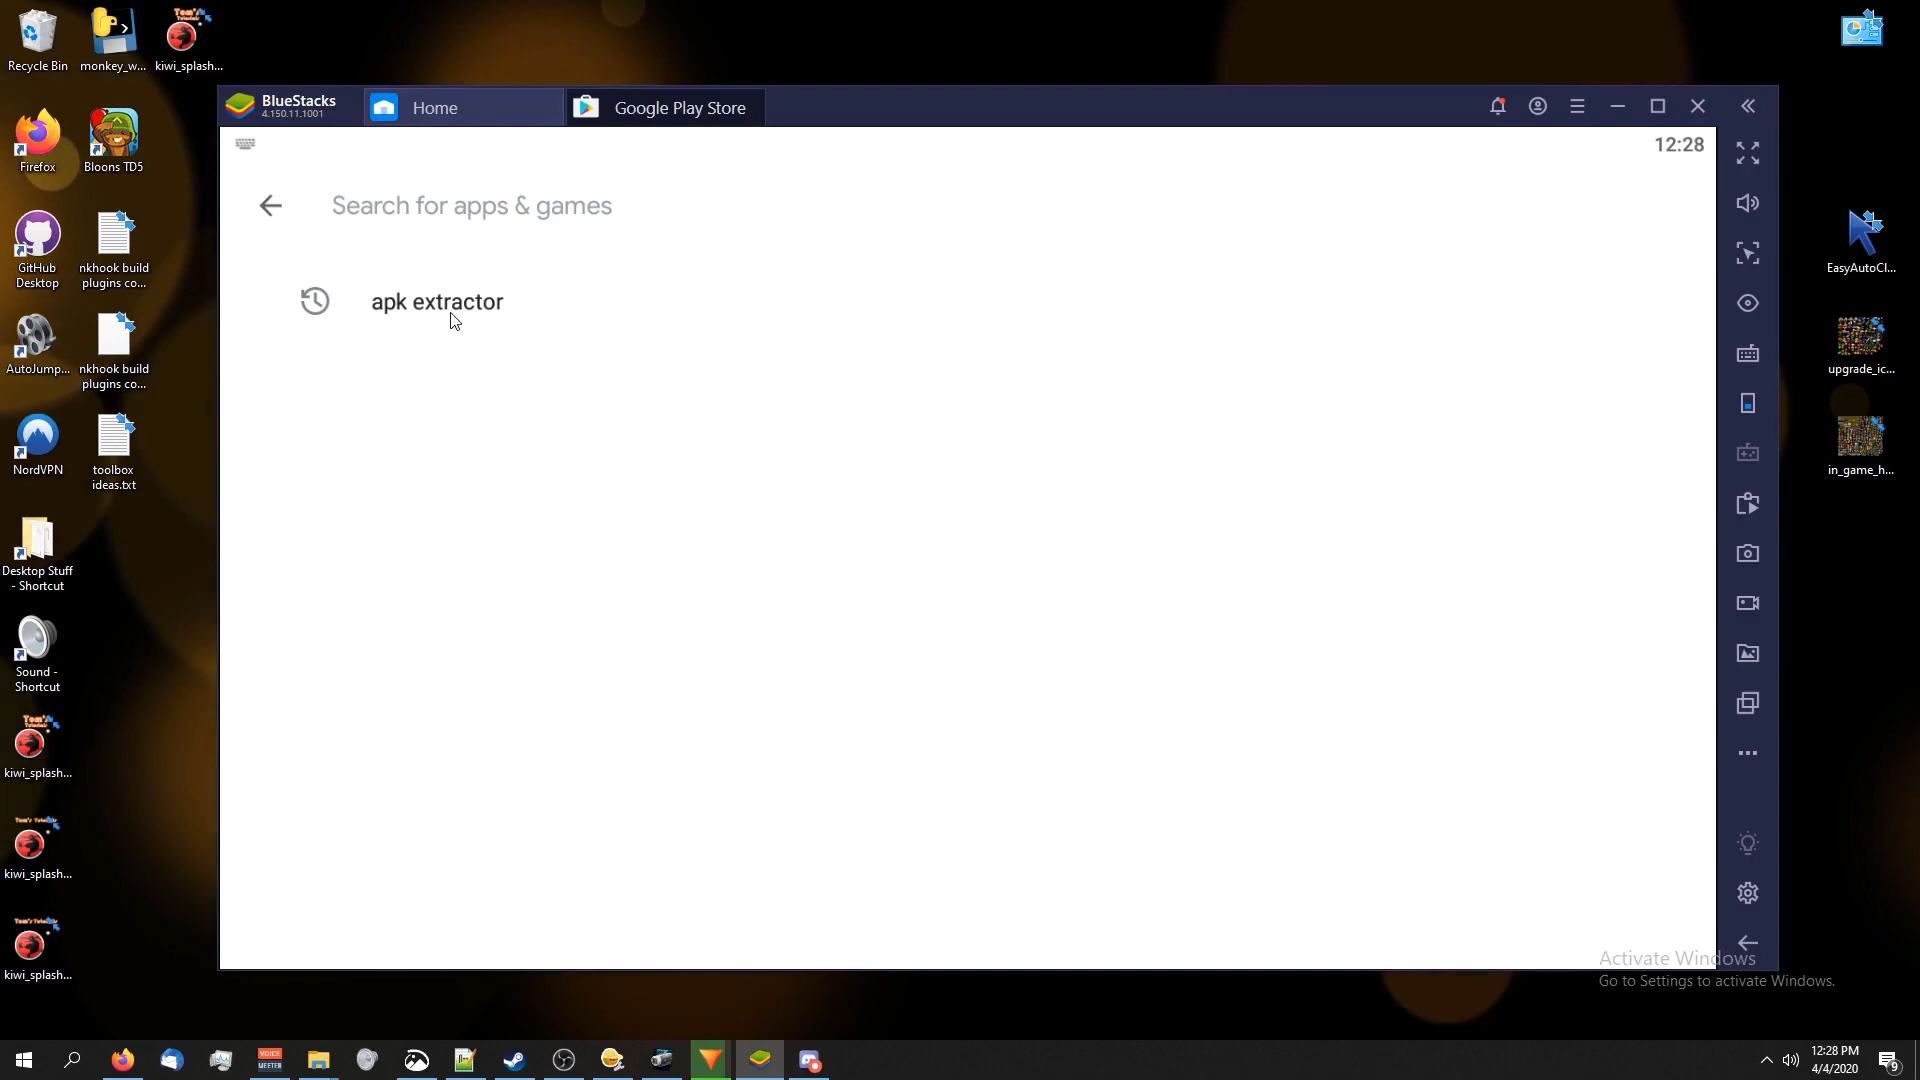 Recycle Bin
monkey_w...
kiwi_splash...
Firefox
Bloons TD5
GitHub
Desktop
nkhook build
plugins co...
AutoJump...
nkhook build
plugins co...
NordVPN
toolbox
ideas.txt
Desktop Stuff
- Shortcut
Sound -
Shortcut
kiwi_splash...
kiwi_splash...
kiwi_splash...
BlueStacks
4.150.11.1001
Home
Google Play Store
12:28
Search for apps & games
apk extractor
EasyAutoCl...
upgrade_ic...
in_game_h...
Activate Windows
Go to Settings to activate Windows.
VOICE
MEETER
12:28 PM
4/4/2020
9